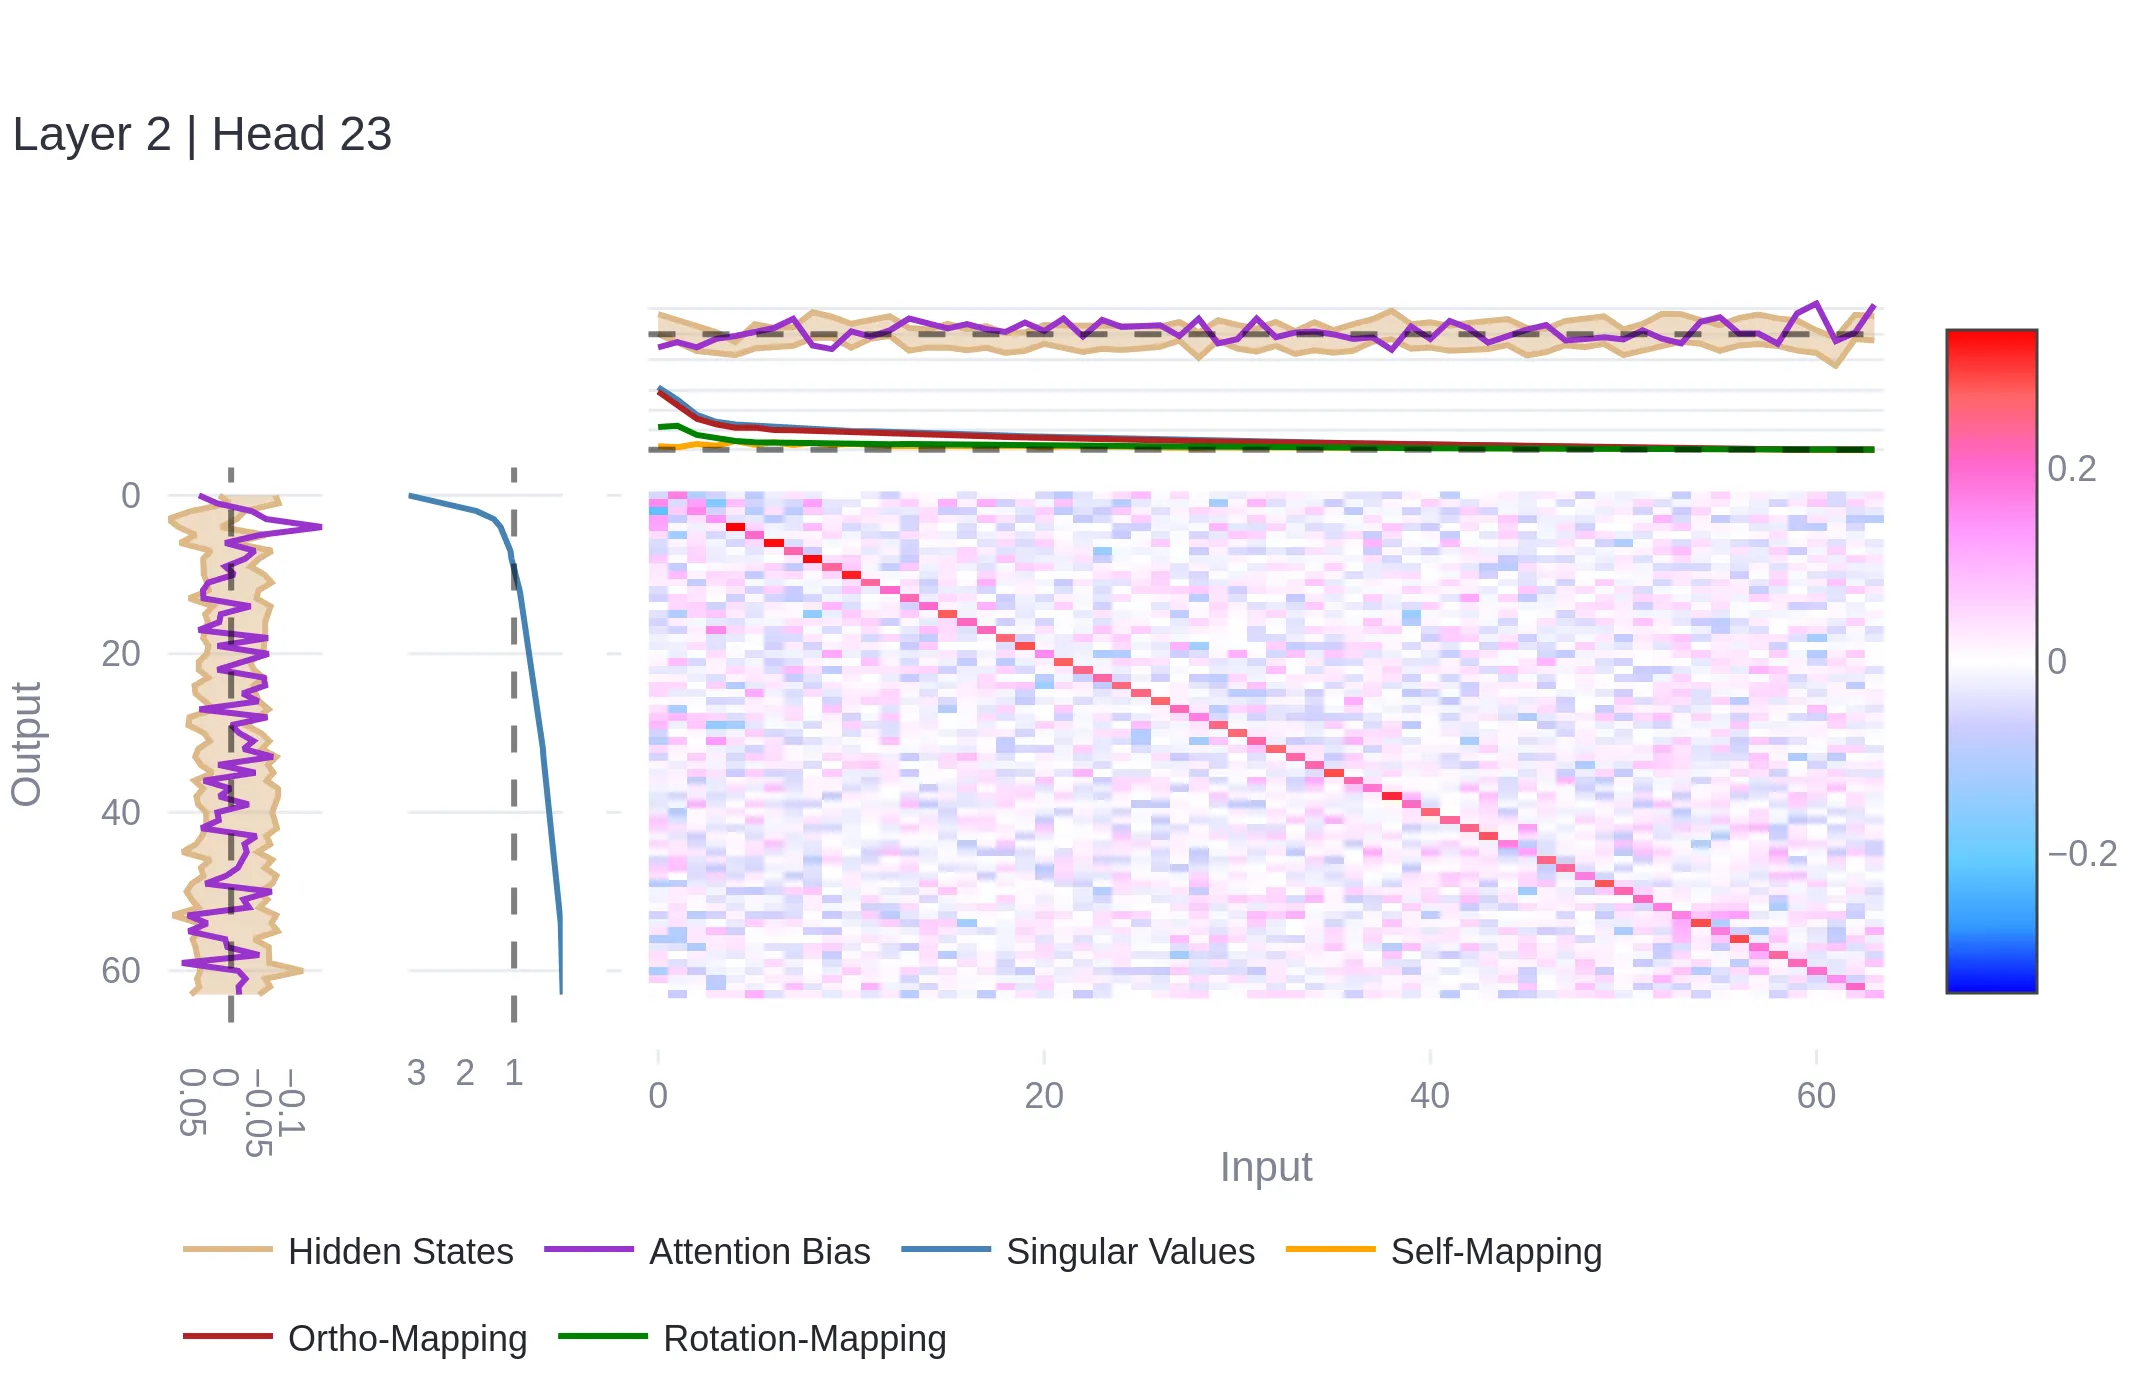 Layer 2 | Head 23
0
20
40
60
Output
0.05
0
−0.05
−0.1
3 2 1
0 20 40 60
Input
0.2
0
−0.2
Hidden States Attention Bias Singular Values Self-Mapping
Ortho-Mapping Rotation-Mapping